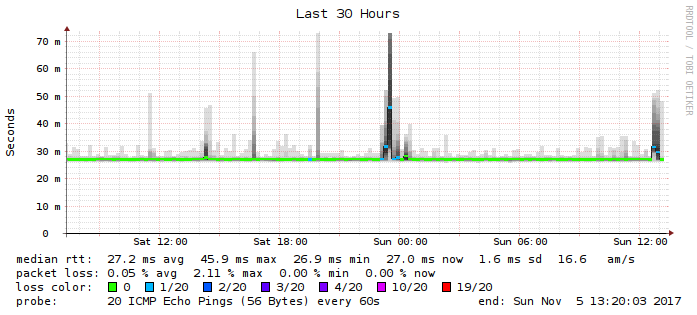 Last 30 Hours
RRDTOOL / TOBI OETIKER
Seconds
70 m
60 m
50 m
40 m
30 m
20 m
10 m
0
Sat 12:00 Sat 18:00 Sun 00:00 Sun 06:00 Sun 12:00
median rtt: 27.2 ms avg 45.9 ms max 26.9 ms min 27.0 ms now 1.6 ms sd 16.6 am/s
packet loss: 0.05 % avg 2.11 % max 0.00 % min 0.00 % now
loss color: 0 1/20 2/20 3/20 4/20 10/20 19/20
probe: 20 ICMP Echo Pings (56 Bytes) every 60s end: Sun Nov 5 13:20:03 2017